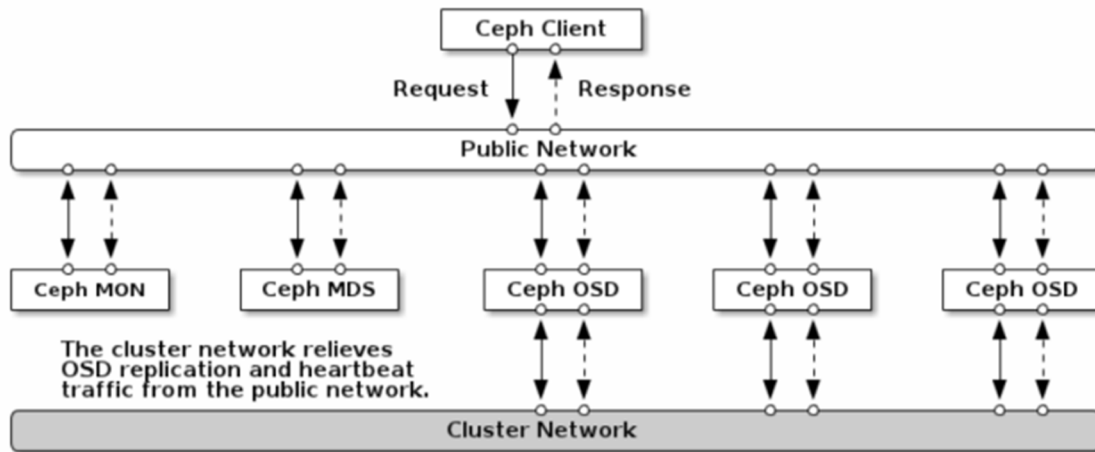 Ceph Client
Request Response
Public Network
Ceph MON Ceph MDS Ceph OSD Ceph OSD Ceph OSD
The cluster network relieves
OSD replication and heartbeat
traffic from the public network.
Cluster Network